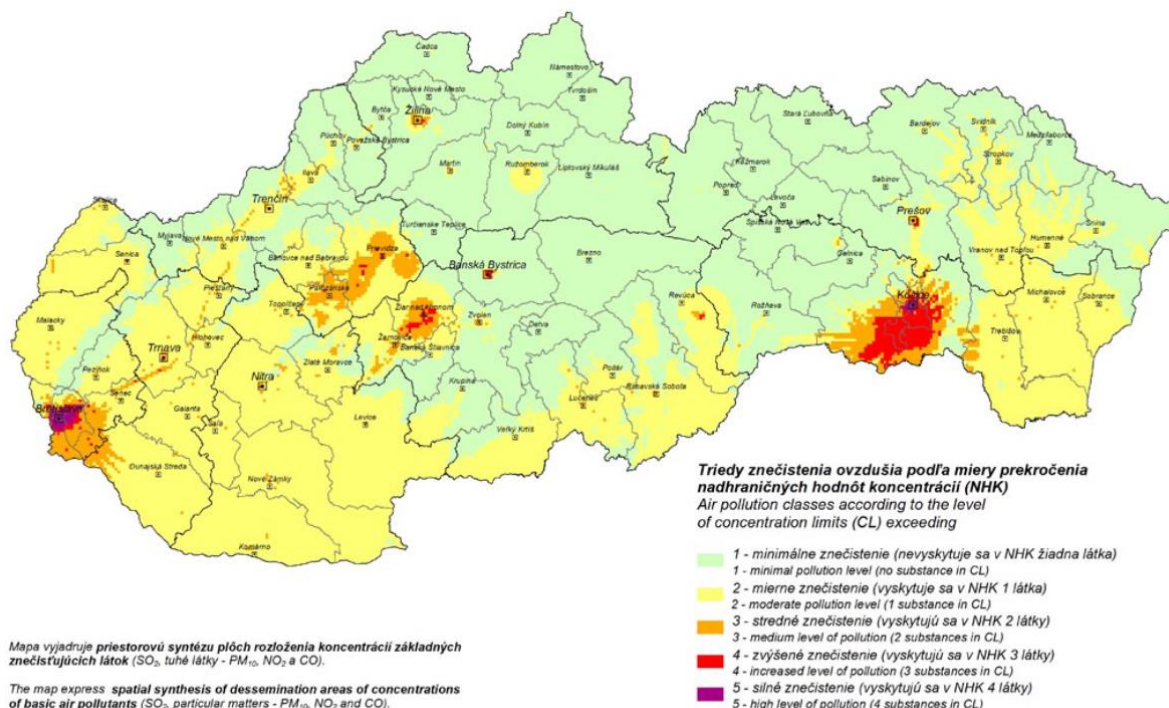 Čadca
Námestovo
Kysucké Nové Mesto
Tvrdošín
Bytča
Žilina
Stará Ľubovňa
Bardejov
Svidník
Medzilaborce
Púchov
Považská Bystrica
Dolný Kubín
Stropkov
Ilava
Martin
Ružomberok
Liptovský Mikuláš
Kežmarok
Sabinov
Poprad
Levoča
Trenčín
Prešov
Snina
Skalica
Turčianske Teplice
Spišská Nová Ves
Humenné
Myjava
Nové Mesto nad Váhom
Prievidza
Vranov nad Topľou
Senica
Bánovce nad Bebravou
Banská Bystrica
Brezno
Gelnica
Piešťany
Partizánske
Topoľčany
Žiar nad Hronom
Revúca
Rožňava
Košice
Michalovce
Sobrance
Malacky
Hlohovec
Zvolen
Detva
Trebišov
Trnava
Žarnovica
Banská Štiavnica
Zlaté Moravce
Pezinok
Nitra
Krupina
Poltár
Rimavská Sobota
Senec
Lučenec
Bratislava
Galanta
Šaľa
Levice
Veľký Krtíš
Dunajská Streda
Nové Zámky
Komárno
Triedy znečistenia ovzdušia podľa miery prekročenia
nadhraničných hodnôt koncentrácií (NHK)
Air pollution classes according to the level
of concentration limits (CL) exceeding
1 - minimálne znečistenie (nevyskytuje sa v NHK žiadna látka)
1 - minimal pollution level (no substance in CL)
2 - mierne znečistenie (vyskytuje sa v NHK 1 látka)
2 - moderate pollution level (1 substance in CL)
3 - stredné znečistenie (vyskytujú sa v NHK 2 látky)
3 - medium level of pollution (2 substances in CL)
4 - zvýšené znečistenie (vyskytujú sa v NHK 3 látky)
4 - increased level of pollution (3 substances in CL)
5 - silné znečistenie (vyskytujú sa v NHK 4 látky)
5 - high level of pollution (4 substances in CL)
Mapa vyjadruje priestorovú syntézu plôch rozloženia koncentrácií základných
znečisťujúcich látok (SO₂, tuhé látky - PM₁₀, NO₂ a CO).
The map express spatial synthesis of dessemination areas of concentrations
of basic air pollutants (SO₂, particular matters - PM₁₀, NO₂ and CO).